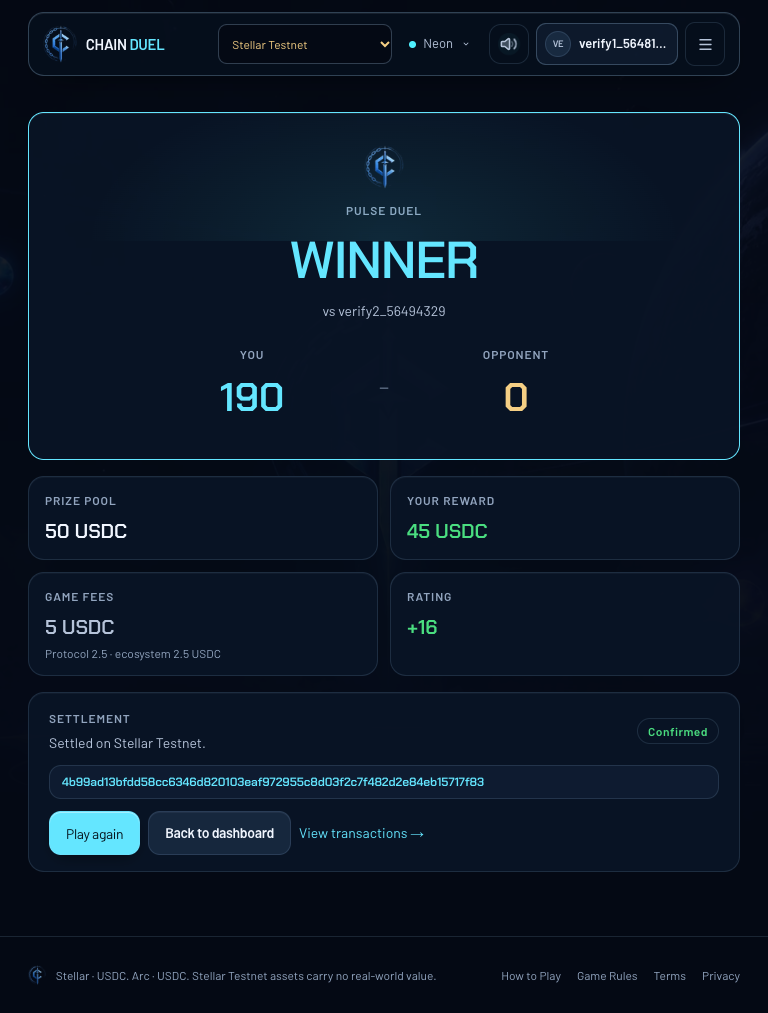 CHAIN DUEL
Stellar Testnet
Neon
VE
verify1_56481...
PULSE DUEL
WINNER
vs verify2_56494329
YOU
OPPONENT
190
–
0
PRIZE POOL
50 USDC
YOUR REWARD
45 USDC
GAME FEES
5 USDC
Protocol 2.5 · ecosystem 2.5 USDC
RATING
+16
SETTLEMENT
Settled on Stellar Testnet.
Confirmed
4b99ad13bfdd58cc6346d820103eaf972955c8d03f2c7f482d2e84eb15717f83
Play again
Back to dashboard
View transactions →
Stellar · USDC. Arc · USDC. Stellar Testnet assets carry no real-world value.
How to Play
Game Rules
Terms
Privacy